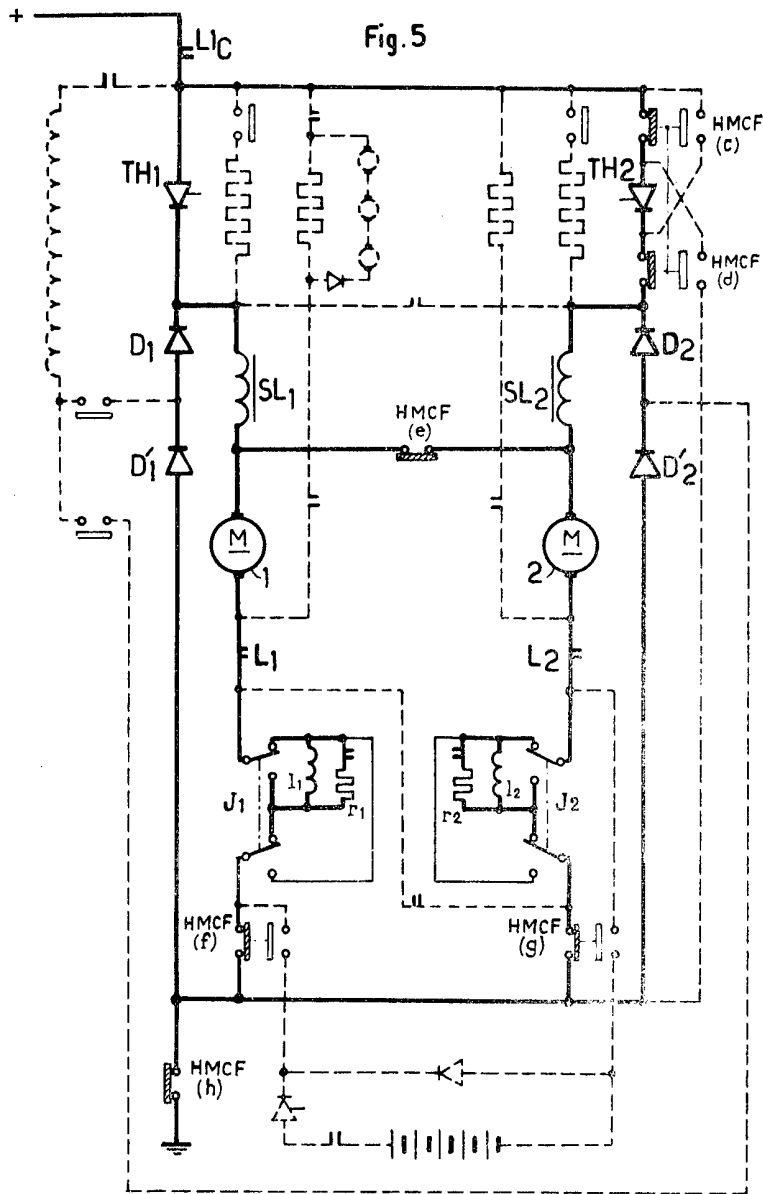 Fig.5
+
L1C
TH1
TH2
HMCF
(c)
HMCF
(d)
D1
SL1
HMCF
(e)
SL2
D2
D'1
D'2
M
1
M
2
L1
L2
J1
l1
r1
r2
l2
J2
HMCF
(f)
HMCF
(g)
HMCF
(h)